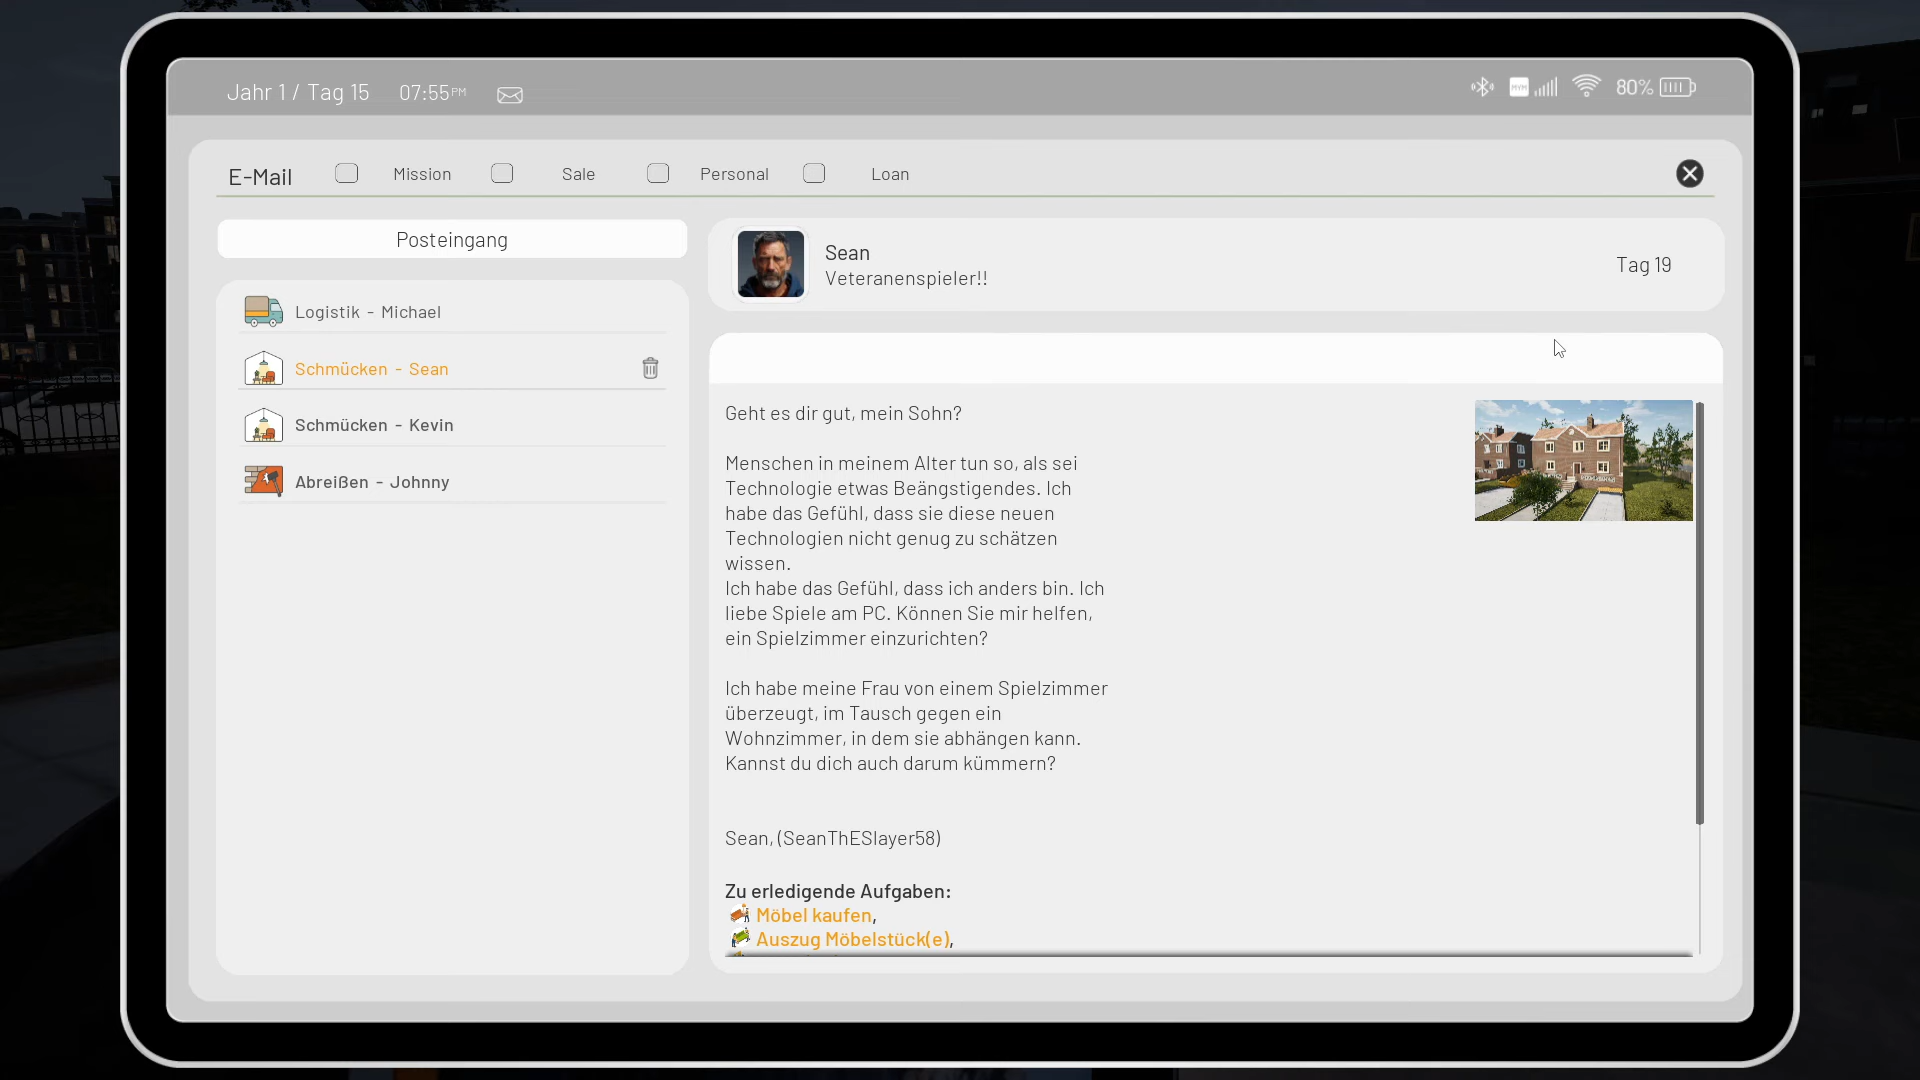 Jahr 1 / Tag 15 07:55PM
MYM 80%
E-Mail Mission Sale Personal Loan
Posteingang
Logistik - Michael
Schmücken - Sean
Schmücken - Kevin
Abreißen - Johnny
Sean
Veteranenspieler!!
Tag 19
Geht es dir gut, mein Sohn?
Menschen in meinem Alter tun so, als sei
Technologie etwas Beängstigendes. Ich
habe das Gefühl, dass sie diese neuen
Technologien nicht genug zu schätzen
wissen.
Ich habe das Gefühl, dass ich anders bin. Ich
liebe Spiele am PC. Können Sie mir helfen,
ein Spielzimmer einzurichten?
Ich habe meine Frau von einem Spielzimmer
überzeugt, im Tausch gegen ein
Wohnzimmer, in dem sie abhängen kann.
Kannst du dich auch darum kümmern?
Sean, (SeanThESlayer58)
Zu erledigende Aufgaben:
Möbel kaufen,
Auszug Möbelstück(e),